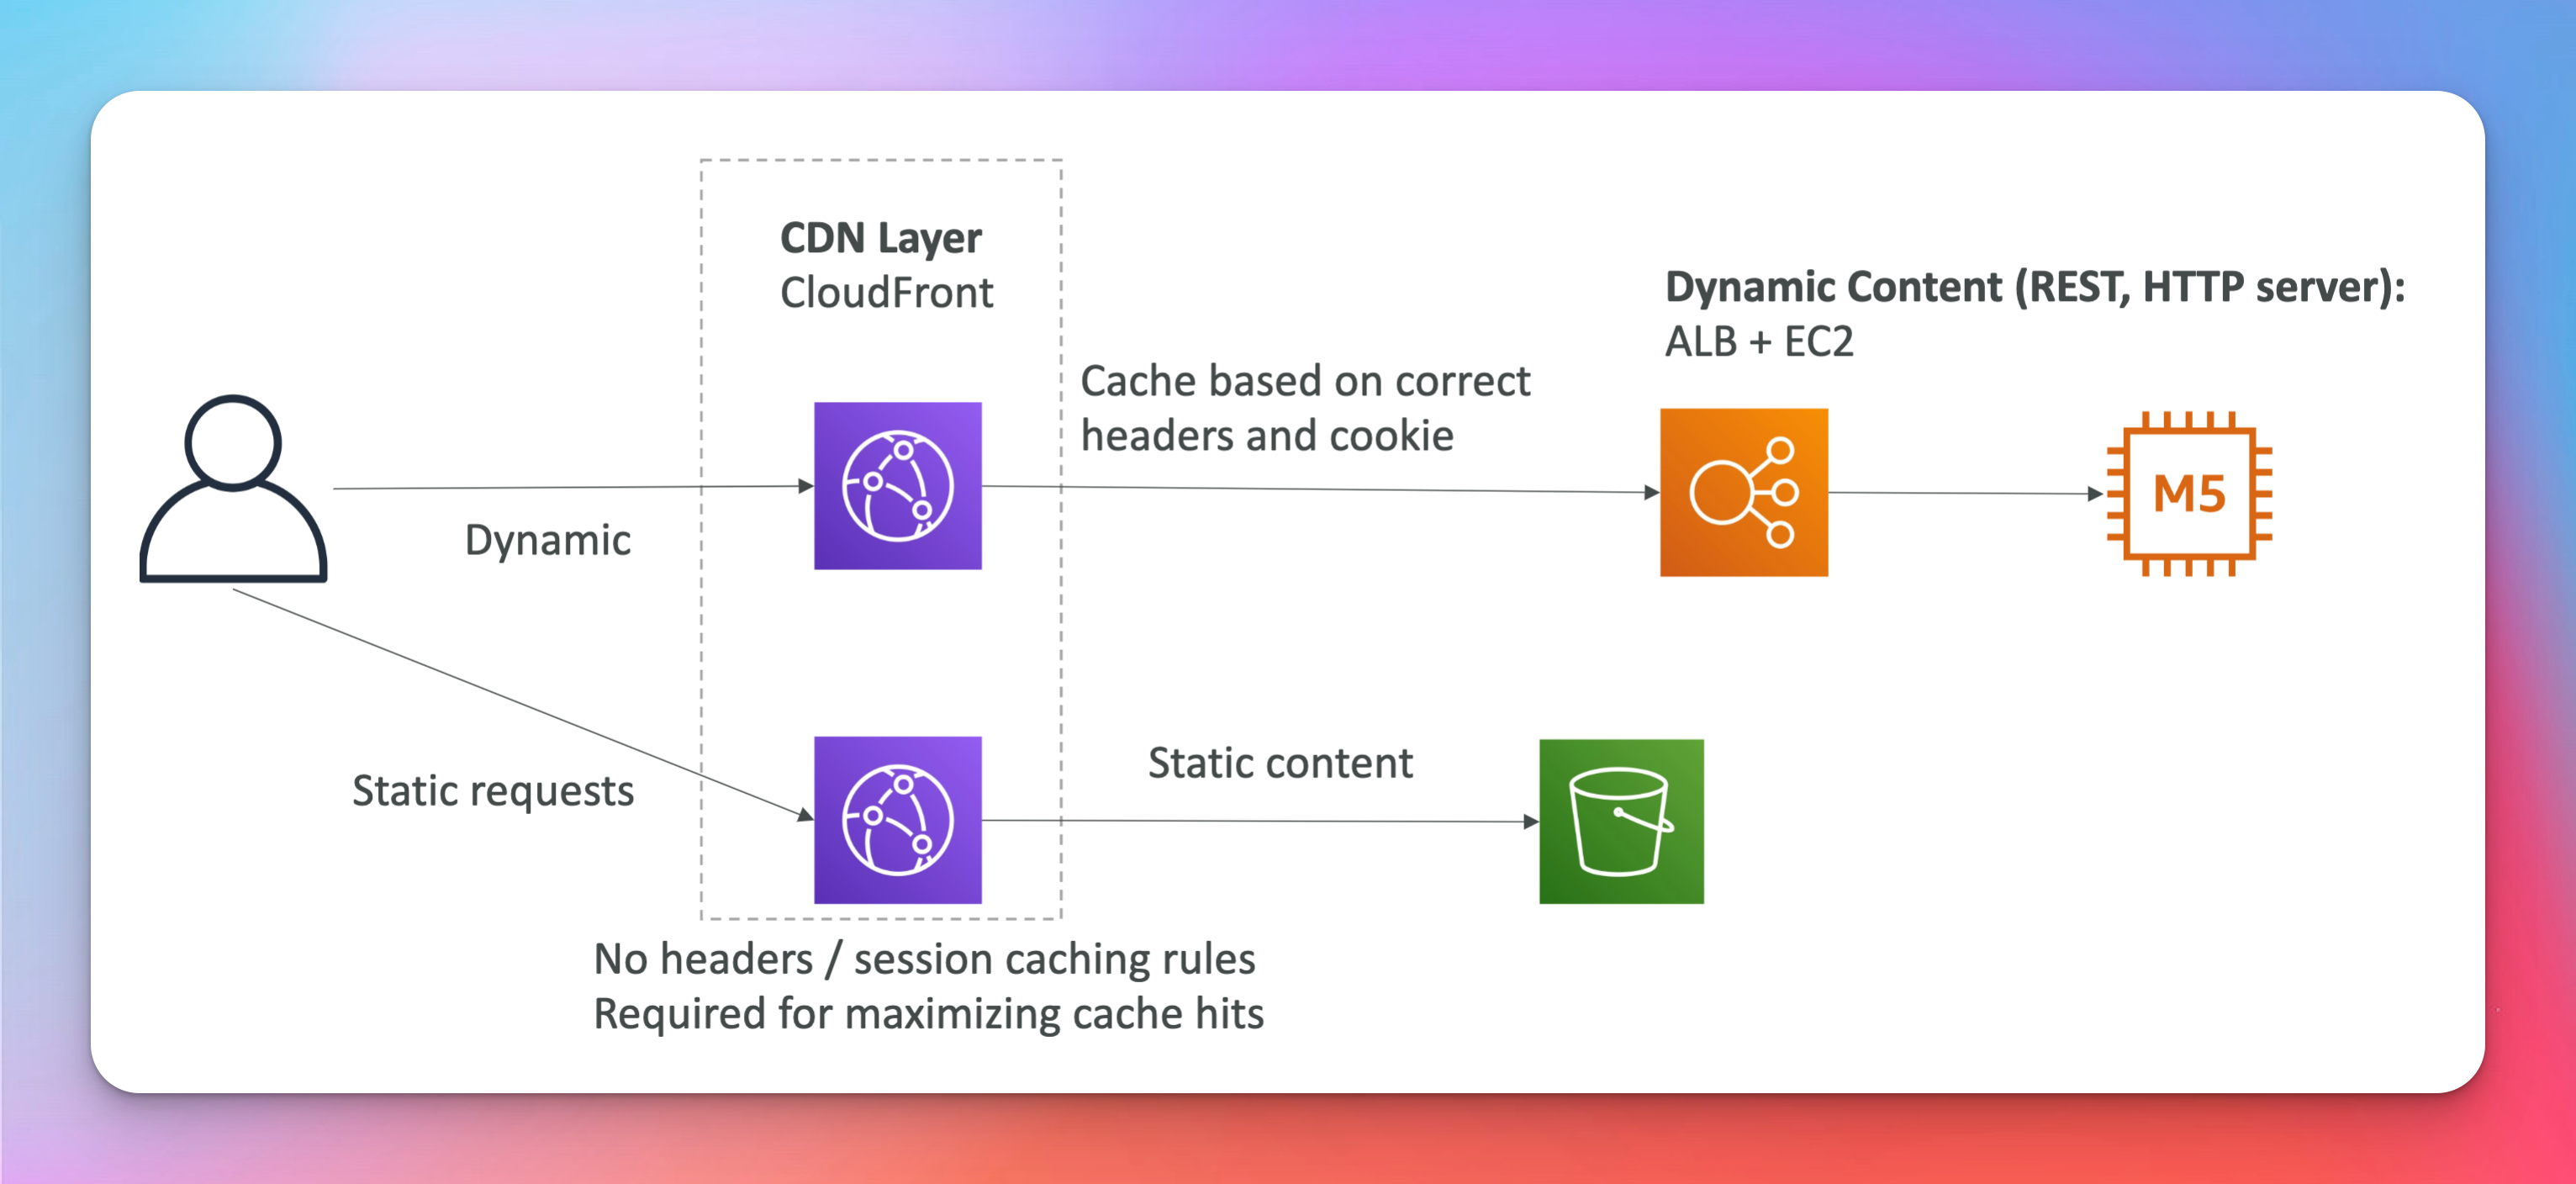 CDN Layer
CloudFront
Dynamic Content (REST, HTTP server):
ALB + EC2
Cache based on correct
headers and cookie
M5
Dynamic
Static requests
Static content
No headers / session caching rules
Required for maximizing cache hits